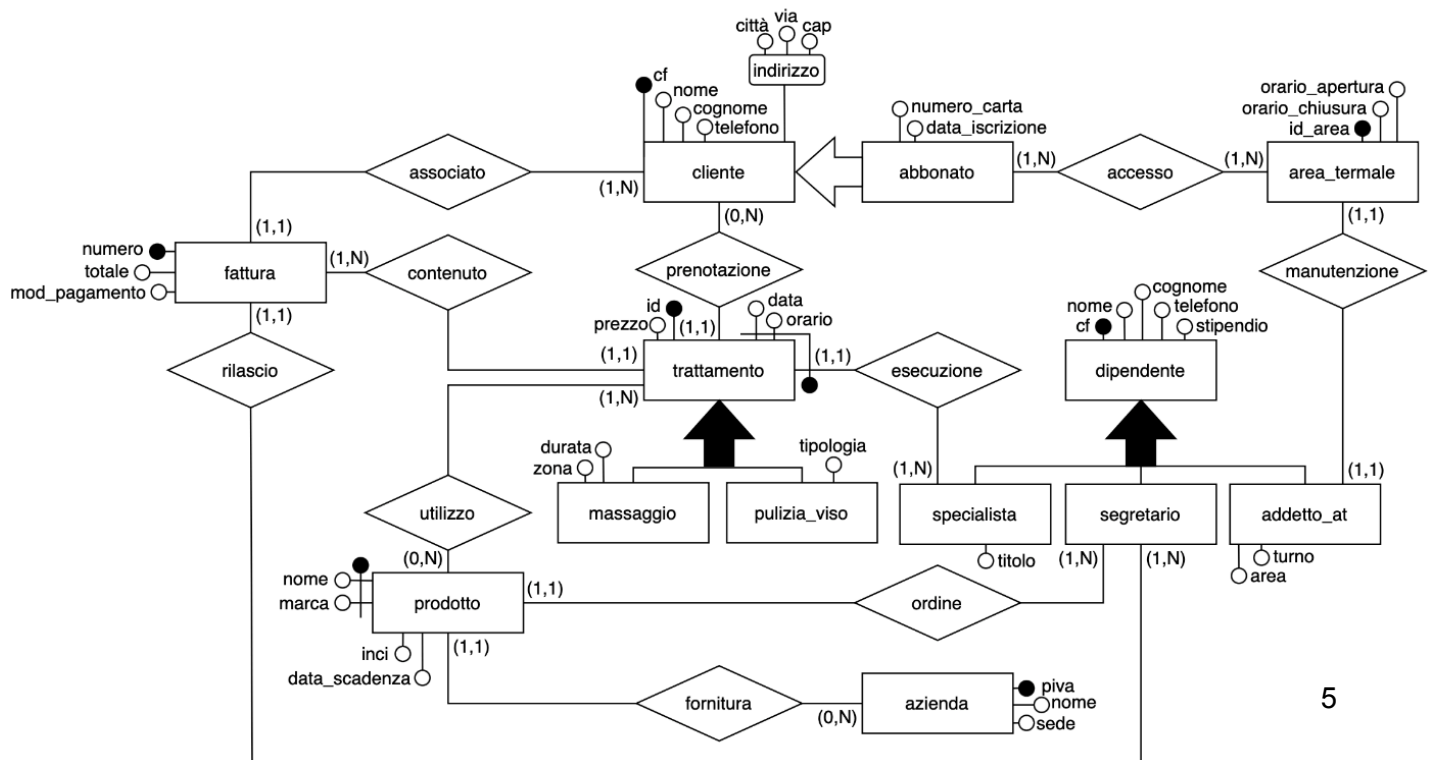 città via cap
indirizzo
cf
nome
cognome
telefono
numero_carta
data_iscrizione
orario_apertura
orario_chiusura
id_area
associato
(1,N)
cliente
abbonato
(1,N)
accesso
(1,N)
area_termale
(1,1)
(0,N)
(1,1)
numero
totale
mod_pagamento
fattura
(1,N)
contenuto
prenotazione
manutenzione
(1,1)
rilascio
id
prezzo
(1,1)
data
orario
(1,1)
trattamento
(1,1)
(1,N)
esecuzione
cognome
nome
telefono
cf
stipendio
dipendente
durata
zona
tipologia
massaggio
pulizia_viso
(1,N)
specialista
segretario
(1,1)
addetto_at
titolo
(1,N)
(1,N)
turno
area
utilizzo
(0,N)
nome
marca
prodotto
(1,1)
ordine
inci
data_scadenza
(1,1)
fornitura
(0,N)
azienda
piva
nome
sede
5